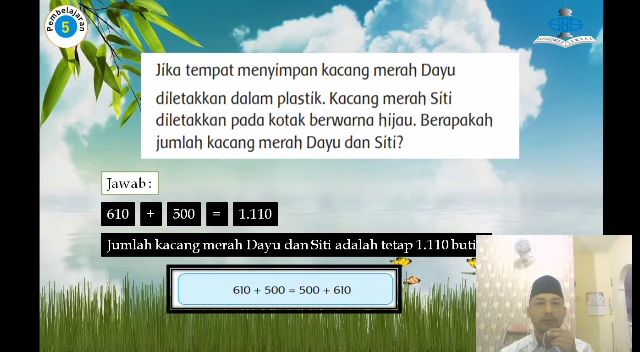 Pembelajaran
5
Jika tempat menyimpan kacang merah Dayu
diletakkan dalam plastik. Kacang merah Siti
diletakkan pada kotak berwarna hijau. Berapakah
jumlah kacang merah Dayu dan Siti?
Jawab :
610 + 500 = 1.110
Jumlah kacang merah Dayu dan Siti adalah tetap 1.110 buti
610 + 500 = 500 + 610